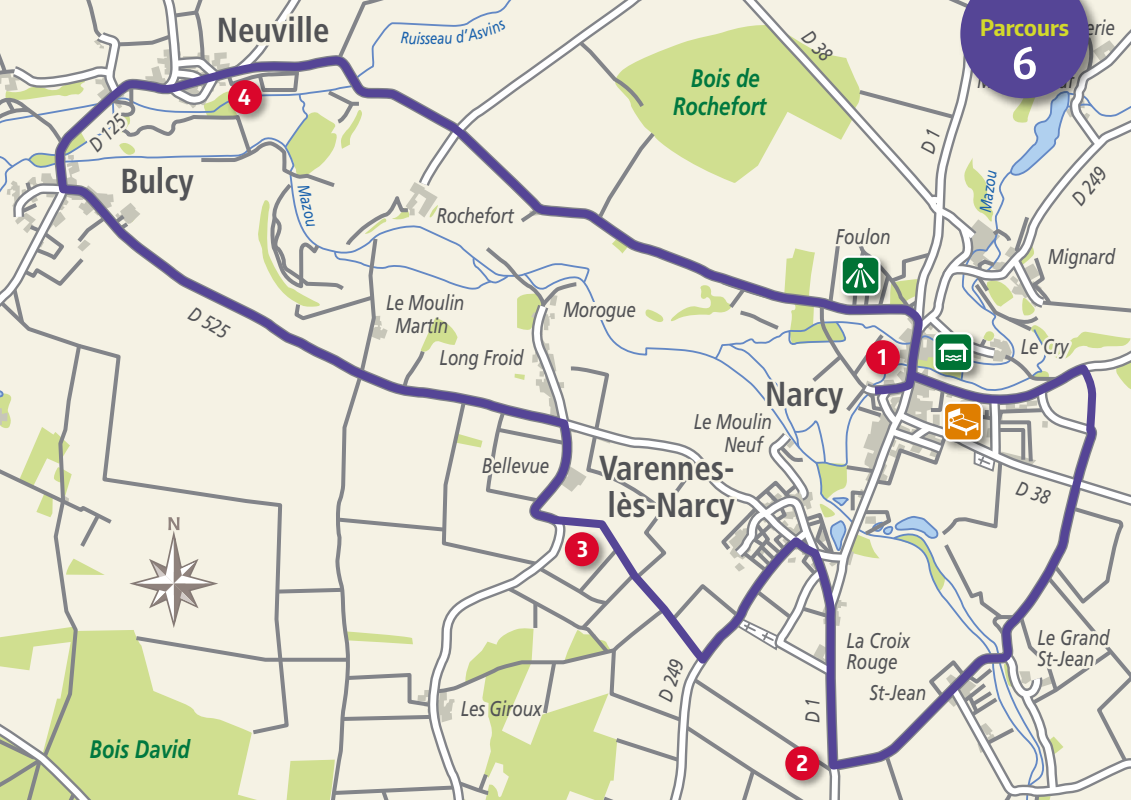 Neuville
Ruisseau d'Asvins
D 38
Parcours
6
erie
Bois de
Rochefort
4
D 125
D 1
Bulcy
Mazou
Mazou
D 249
Rochefort
Foulon
Mignard
Le Moulin
Martin
Morogue
D 525
Long Froid
1
Le Cry
Narcy
Le Moulin
Neuf
Bellevue
Varennes-
lès-Narcy
D 38
N
3
La Croix
Rouge
Le Grand
St-Jean
D 249
St-Jean
Les Giroux
D 1
Bois David
2